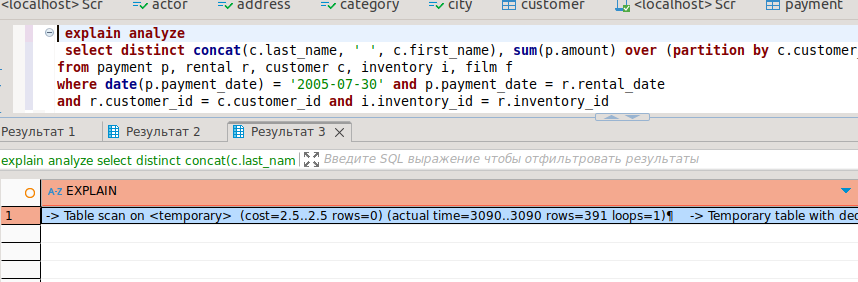 <localhost> Scr actor address category city customer <localhost> Scr payment
explain analyze
select distinct concat(c.last_name, ' ', c.first_name), sum(p.amount) over (partition by c.customer_
from payment p, rental r, customer c, inventory i, film f
where date(p.payment_date) = '2005-07-30' and p.payment_date = r.rental_date
and r.customer_id = c.customer_id and i.inventory_id = r.inventory_id
Результат 1 Результат 2 Результат 3
explain analyze select distinct concat(c.last_nam Введите SQL выражение чтобы отфильтровать результаты
A-Z EXPLAIN
1 -> Table scan on <temporary> (cost=2.5..2.5 rows=0) (actual time=3090..3090 rows=391 loops=1)¶ -> Temporary table with dec